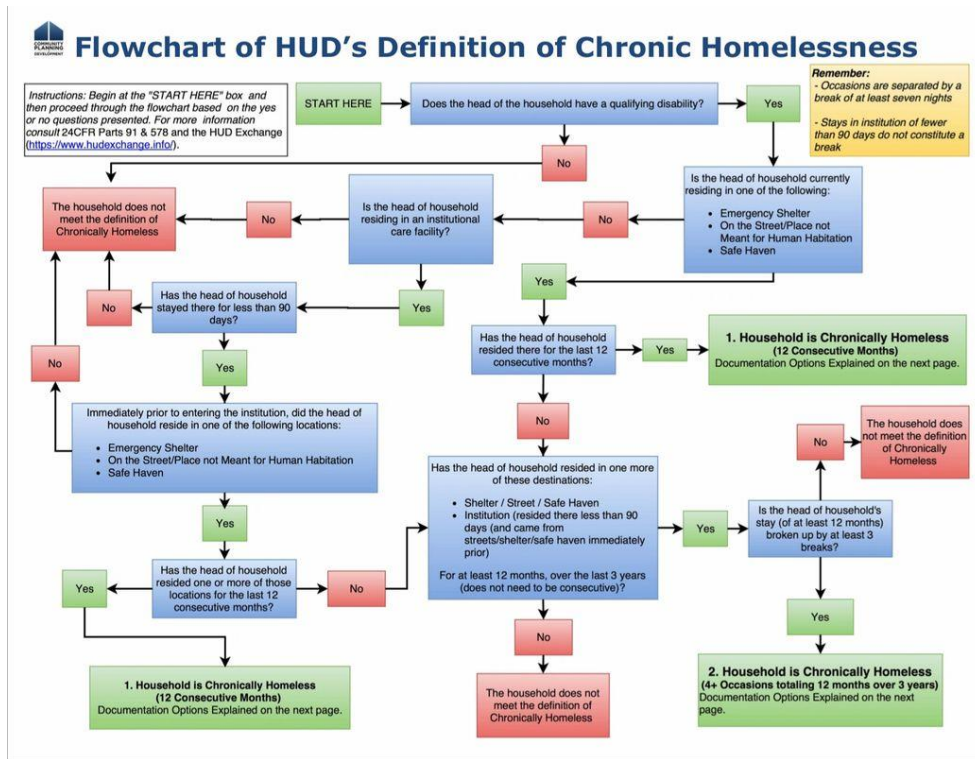 COMMUNITY
PLANNING
DEVELOPMENT
Flowchart of HUD's Definition of Chronic Homelessness
Instructions: Begin at the "START HERE" box and
then proceed through the flowchart based on the yes
or no questions presented. For more information
consult 24CFR Parts 91 & 578 and the HUD Exchange
(https://www.hudexchange.info/).
START HERE
Does the head of the household have a qualifying disability?
Yes
Remember:
- Occasions are separated by a
break of at least seven nights
- Stays in institution of fewer
than 90 days do not constitute a
break
No
Is the head of household currently
residing in one of the following:
• Emergency Shelter
• On the Street/Place not
Meant for Human Habitation
• Safe Haven
No
Is the head of household
residing in an institutional
care facility?
No
The household does not
meet the definition of
Chronically Homeless
Yes
Yes
Has the head of household
stayed there for less than 90
days?
No
Yes
No
Has the head of household
resided there for the last 12
consecutive months?
Yes
1. Household is Chronically Homeless
(12 Consecutive Months)
Documentation Options Explained on the next page.
No
Immediately prior to entering the institution, did the head of
household reside in one of the following locations:
• Emergency Shelter
• On the Street/Place not Meant for Human Habitation
• Safe Haven
Yes
Has the head of household
resided one or more of those
locations for the last 12
consecutive months?
Yes
No
1. Household is Chronically Homeless
(12 Consecutive Months)
Documentation Options Explained on the next page.
Has the head of household resided in one more
of these destinations:
• Shelter / Street / Safe Haven
• Institution (resided there less than 90
days (and came from
streets/shelter/safe haven immediately
prior)
For at least 12 months, over the last 3 years
(does not need to be consecutive)?
No
The household does not
meet the definition of
Chronically Homeless
Yes
Is the head of household's
stay (of at least 12 months)
broken up by at least 3
breaks?
No
The household does
not meet the definition
of Chronically
Homeless
Yes
2. Household is Chronically Homeless
(4+ Occasions totaling 12 months over 3 years)
Documentation Options Explained on the next
page.